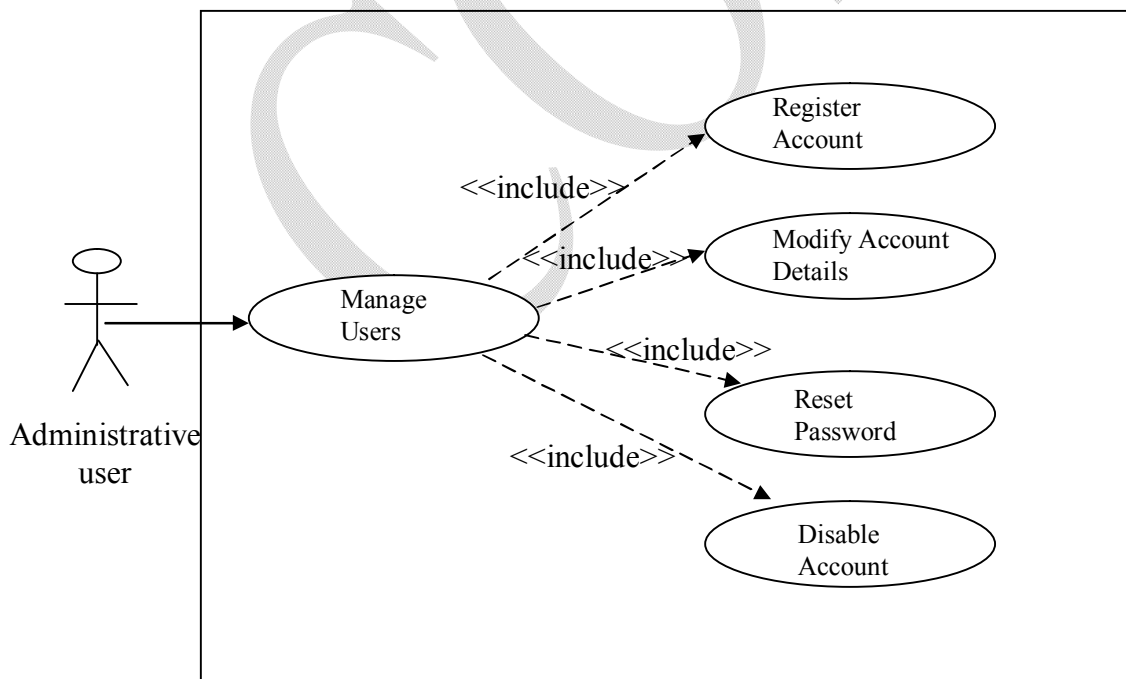 Register
Account
<<include>>
Modify Account
Details
<<include>>
Manage
Users
<<include>>
Reset
Password
Administrative
user
<<include>>
Disable
Account